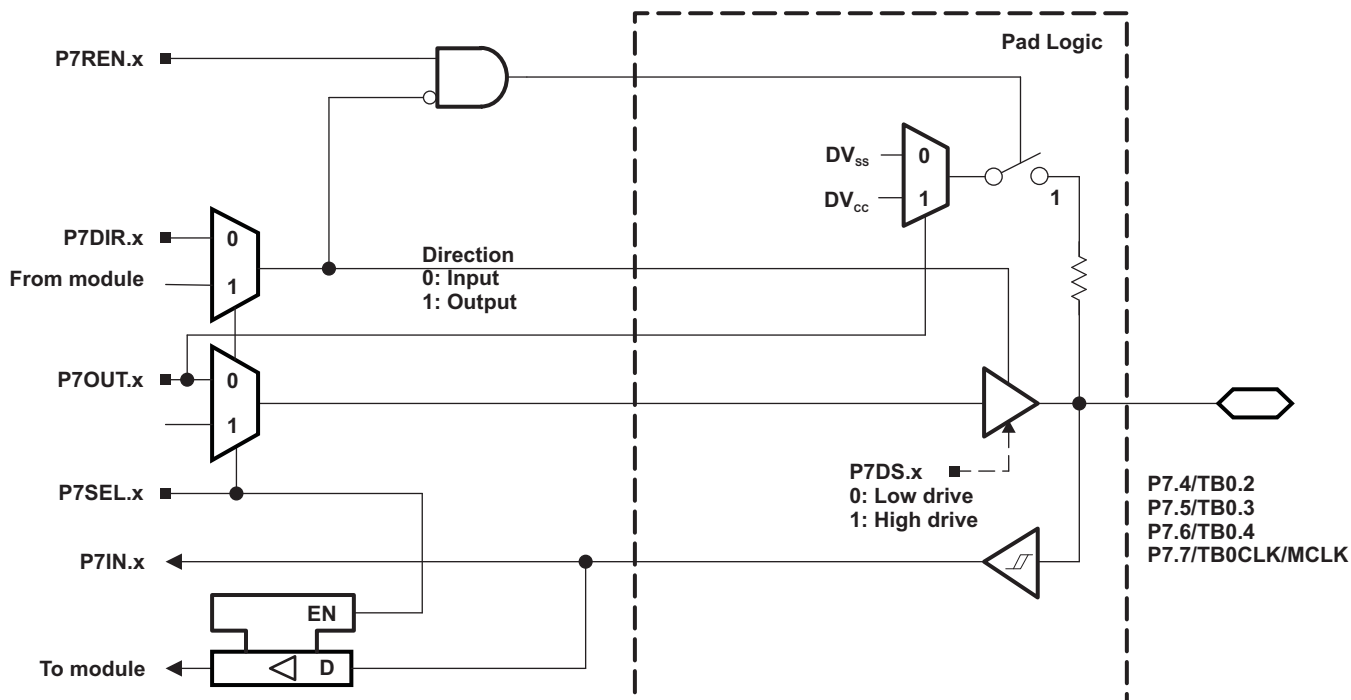 Pad Logic
P7REN.x
DVSS
0
DVCC
1
1
P7DIR.x
0
From module
1
Direction
0: Input
1: Output
P7OUT.x
0
1
P7DS.x
0: Low drive
1: High drive
P7SEL.x
P7.4/TB0.2
P7.5/TB0.3
P7.6/TB0.4
P7.7/TB0CLK/MCLK
P7IN.x
EN
To module
D